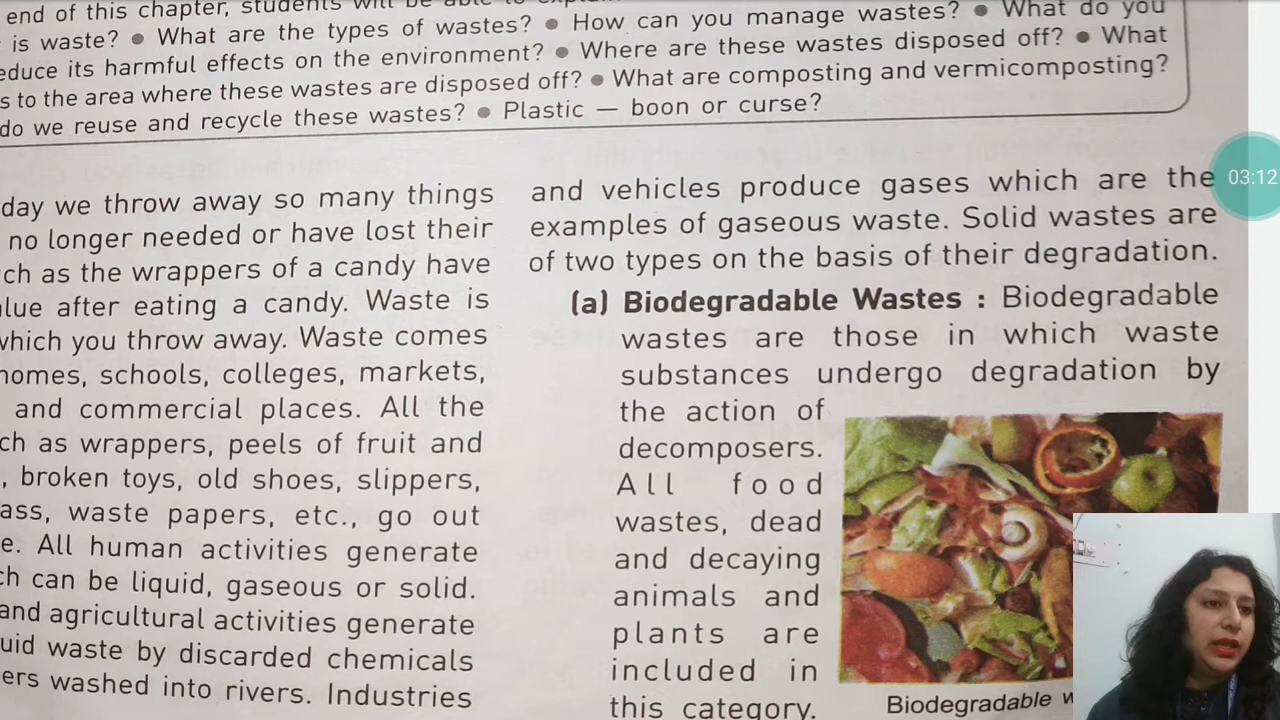 end of this chapter, students will be able to
is waste? ● What are the types of wastes? ● How can you manage wastes? ● What do you
educe its harmful effects on the environment? ● Where are these wastes disposed off? ● What
s to the area where these wastes are disposed off? ● What are composting and vermicomposting?
do we reuse and recycle these wastes? ● Plastic — boon or curse?
day we throw away so many things
no longer needed or have lost their
ch as the wrappers of a candy have
lue after eating a candy. Waste is
which you throw away. Waste comes
homes, schools, colleges, markets,
and commercial places. All the
ch as wrappers, peels of fruit and
, broken toys, old shoes, slippers,
ass, waste papers, etc., go out
e. All human activities generate
ch can be liquid, gaseous or solid.
and agricultural activities generate
uid waste by discarded chemicals
ers washed into rivers. Industries
and vehicles produce gases which are the
examples of gaseous waste. Solid wastes are
of two types on the basis of their degradation.
(a) Biodegradable Wastes : Biodegradable
wastes are those in which waste
substances undergo degradation by
the action of
decomposers.
All food
wastes, dead
and decaying
animals and
plants are
included in
this category.
Biodegradable w
03:12